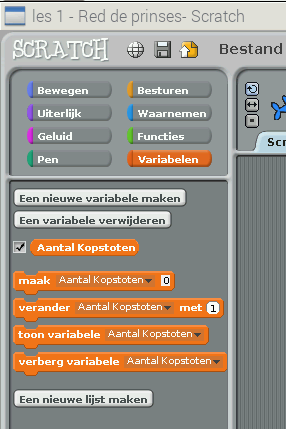 les 1 - Red de prinses- Scratch
SCRATCH Bestand
Bewegen Besturen
Uiterlijk Waarnemen
Geluid Functies
Pen Variabelen
Een nieuwe variabele maken
Een variabele verwijderen
Aantal Kopstoten
maak Aantal Kopstoten 0
verander Aantal Kopstoten met 1
toon variabele Aantal Kopstoten
verberg variabele Aantal Kopstoten
Een nieuwe lijst maken
Scr